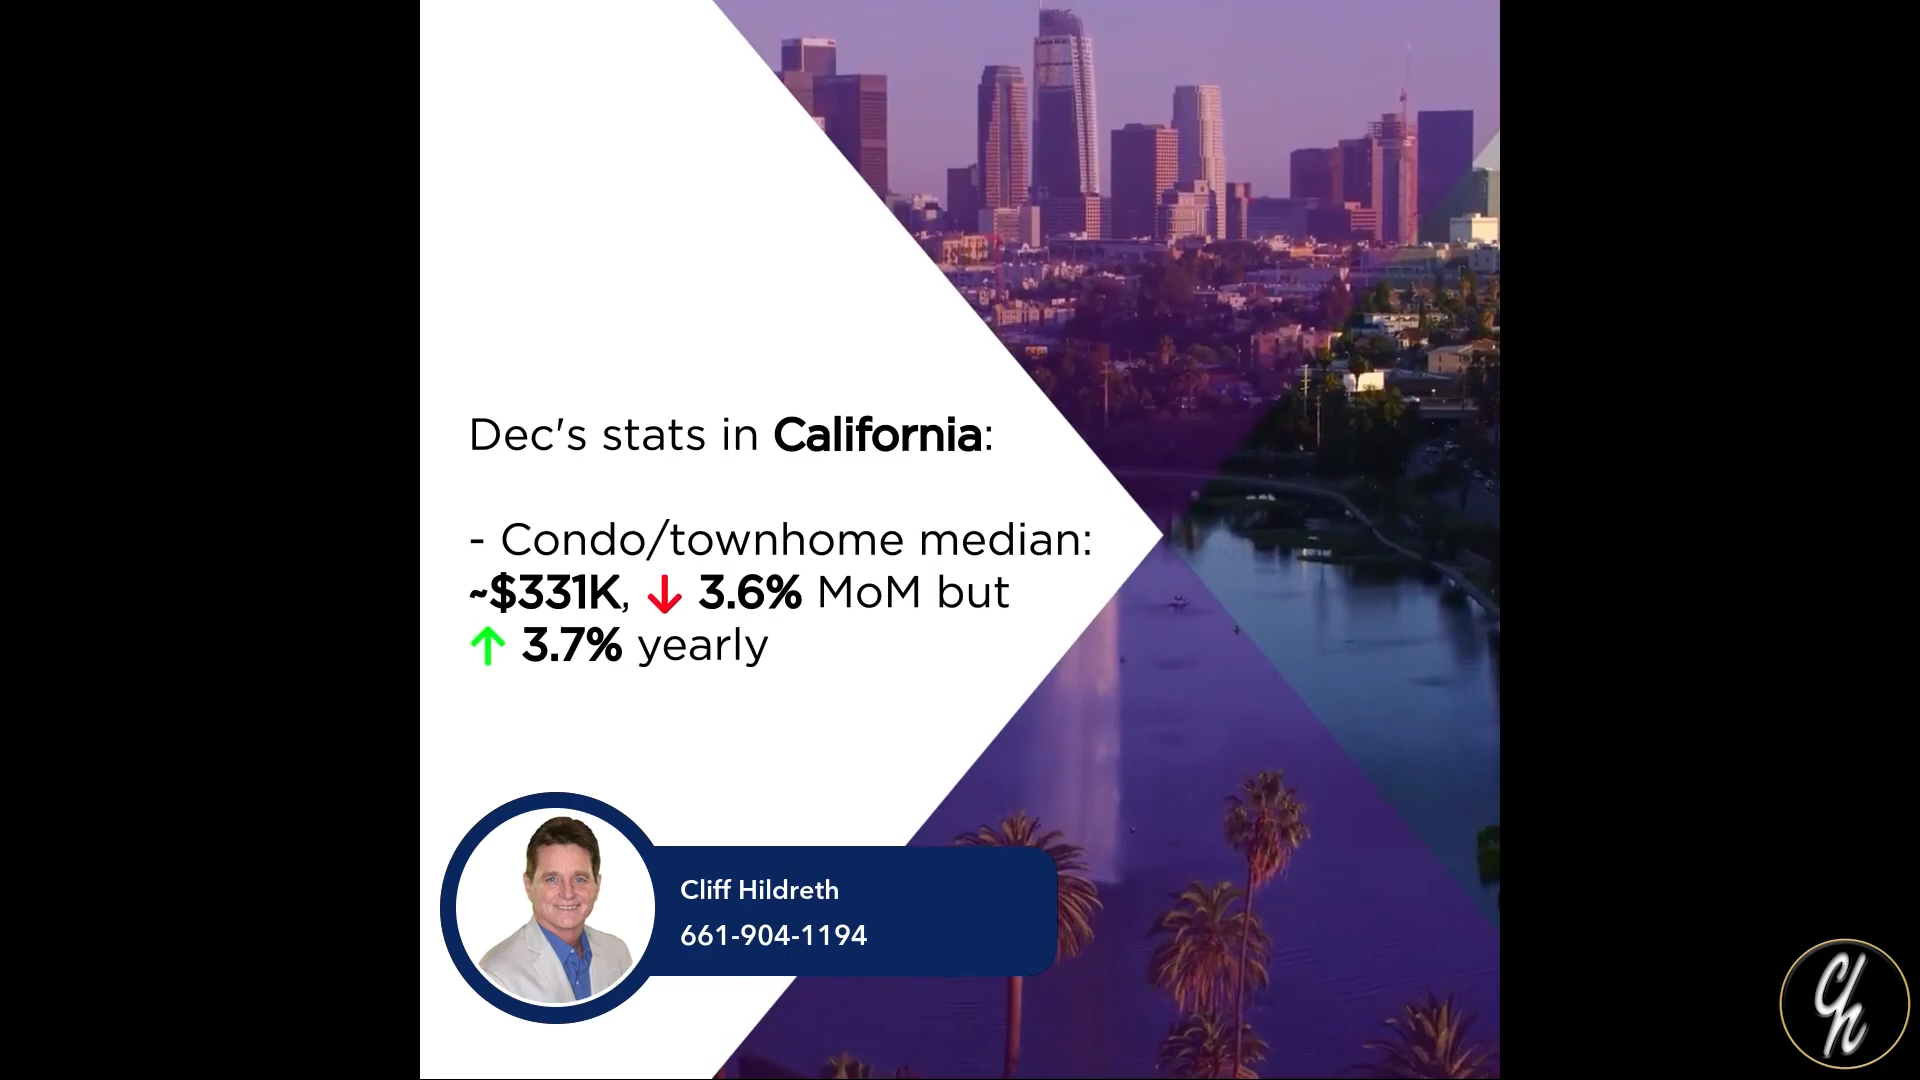 Dec's stats in California:
- Condo/townhome median:
~$331K, ↓ 3.6% MoM but
↑ 3.7% yearly
Cliff Hildreth
661-904-1194
CH